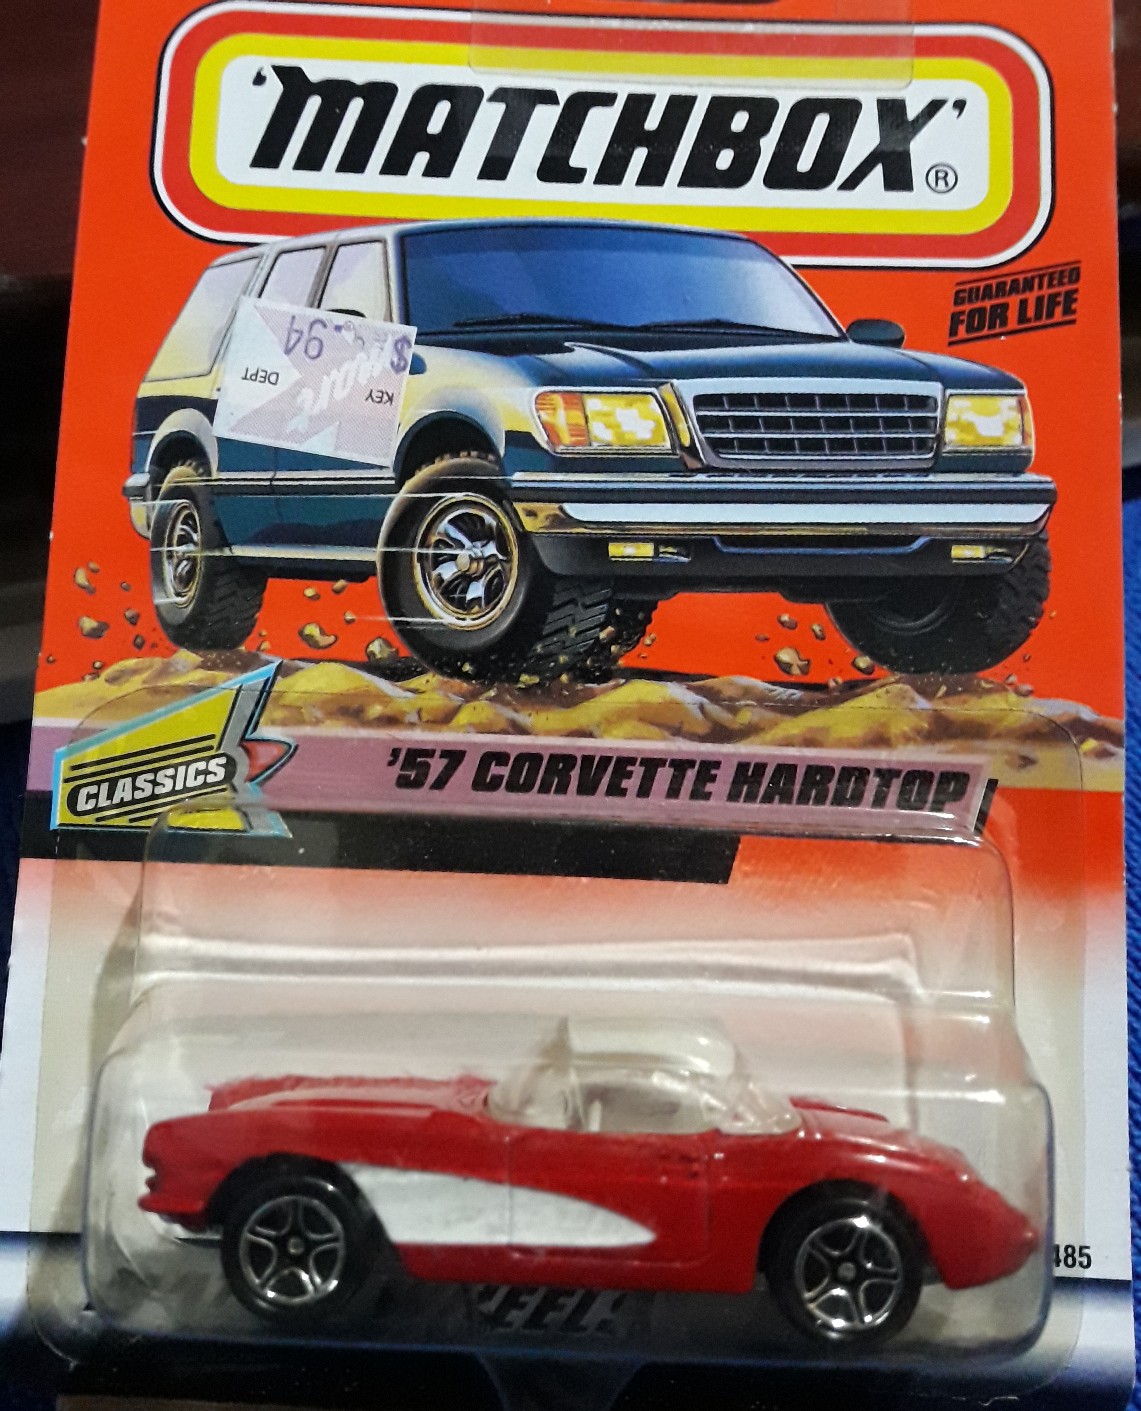 'MATCHBOX'®
GUARANTEED
FOR LIFE
$ .94
KEY
DEPT
CLASSICS
'57 CORVETTE HARDTOP
485